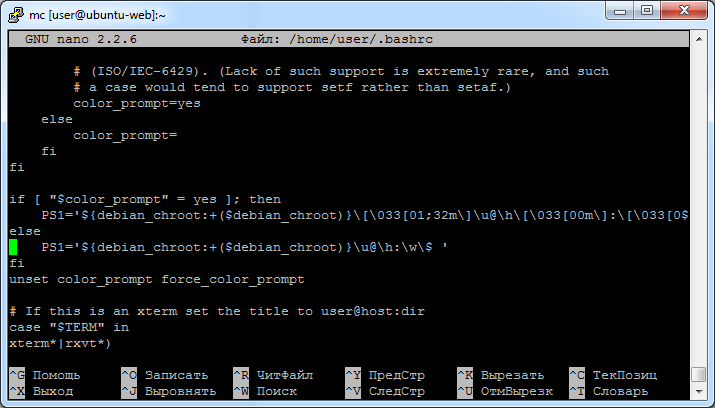 mc [user@ubuntu-web]:~
GNU nano 2.2.6 Файл: /home/user/.bashrc
# (ISO/IEC-6429). (Lack of such support is extremely rare, and such
# a case would tend to support setf rather than setaf.)
color_prompt=yes
else
color_prompt=
fi
fi
if [ "$color_prompt" = yes ]; then
PS1='${debian_chroot:+($debian_chroot)}\[\033[01;32m\]\u@\h\[\033[00m\]:\[\033[0$
else
PS1='${debian_chroot:+($debian_chroot)}\u@\h:\w\$ '
fi
unset color_prompt force_color_prompt
# If this is an xterm set the title to user@host:dir
case "$TERM" in
xterm*|rxvt*)
^G Помощь ^O Записать ^R ЧитФайл ^Y ПредСтр ^K Вырезать ^C ТекПозиц
^X Выход ^J Выровнять ^W Поиск ^V СледСтр ^U ОтмВырезк ^T Словарь